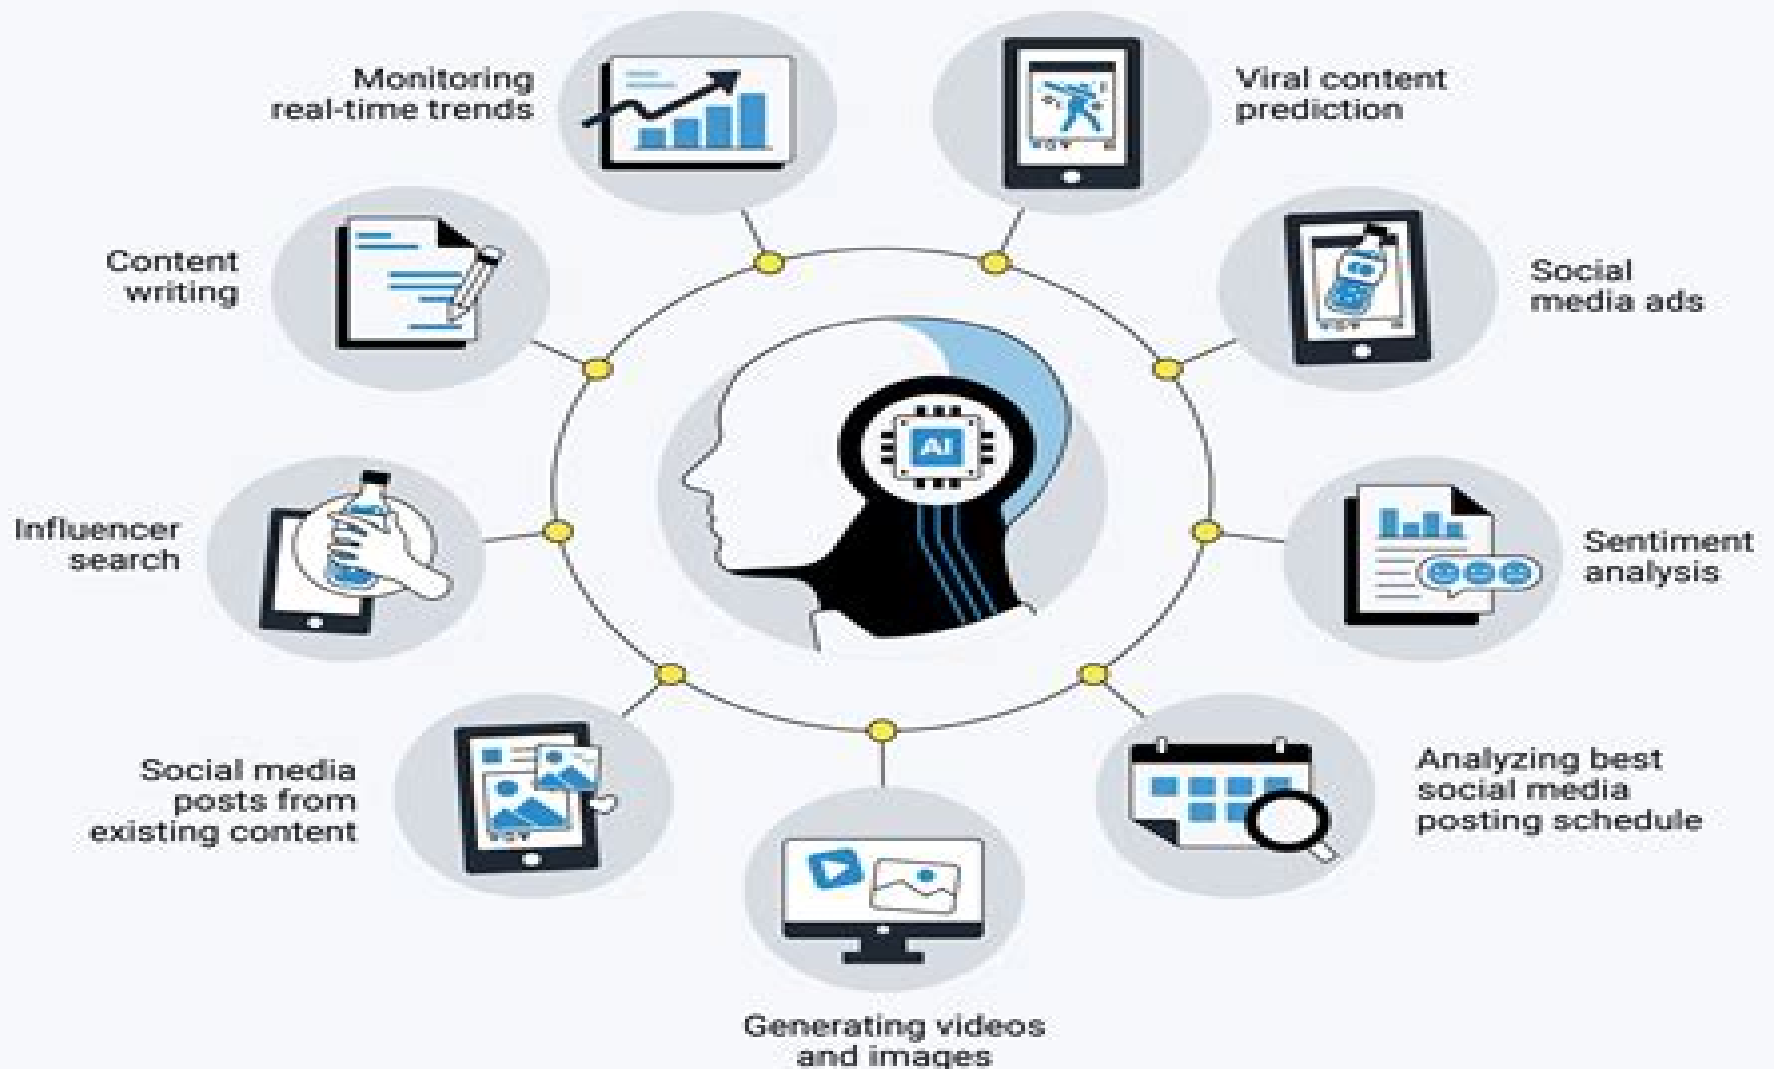 Monitoring
real-time trends
Viral content
prediction
Content
writing
Social
media ads
AI
Influencer
search
Sentiment
analysis
Social media
posts from
existing content
Analyzing best
social media
posting schedule
Generating videos
and images